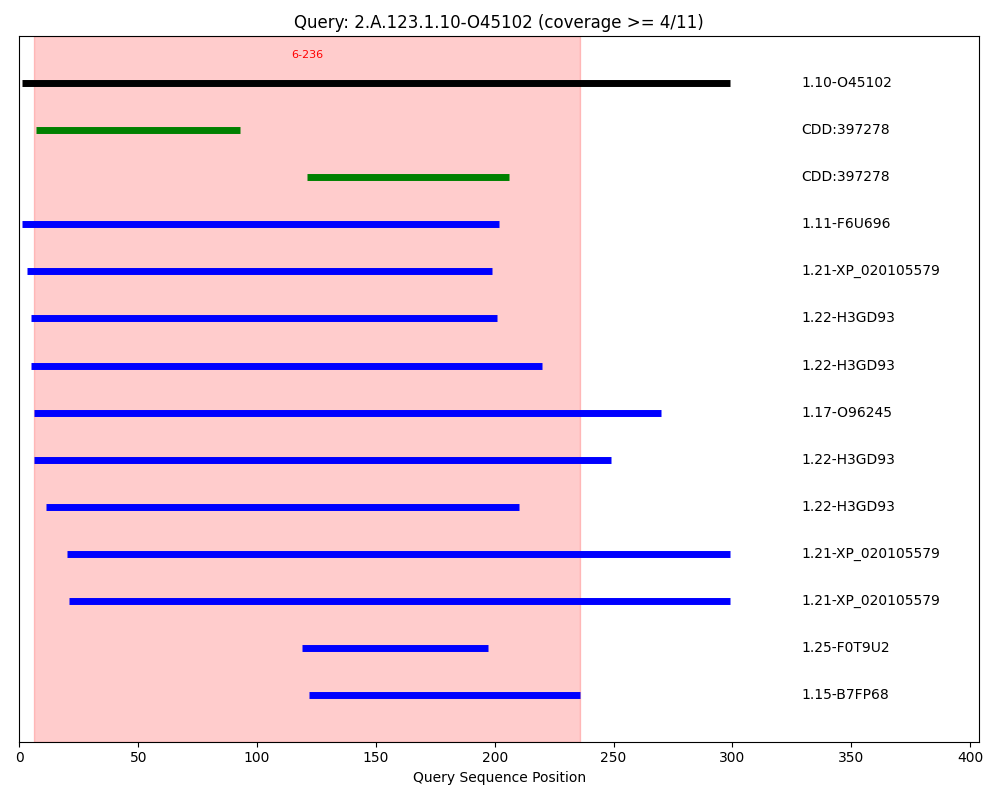 Query: 2.A.123.1.10-O45102 (coverage >= 4/11)
6-236
1.10-O45102
CDD:397278
CDD:397278
1.11-F6U696
1.21-XP_020105579
1.22-H3GD93
1.22-H3GD93
1.17-O96245
1.22-H3GD93
1.22-H3GD93
1.21-XP_020105579
1.21-XP_020105579
1.25-F0T9U2
1.15-B7FP68
0 50 100 150 200 250 300 350 400
Query Sequence Position